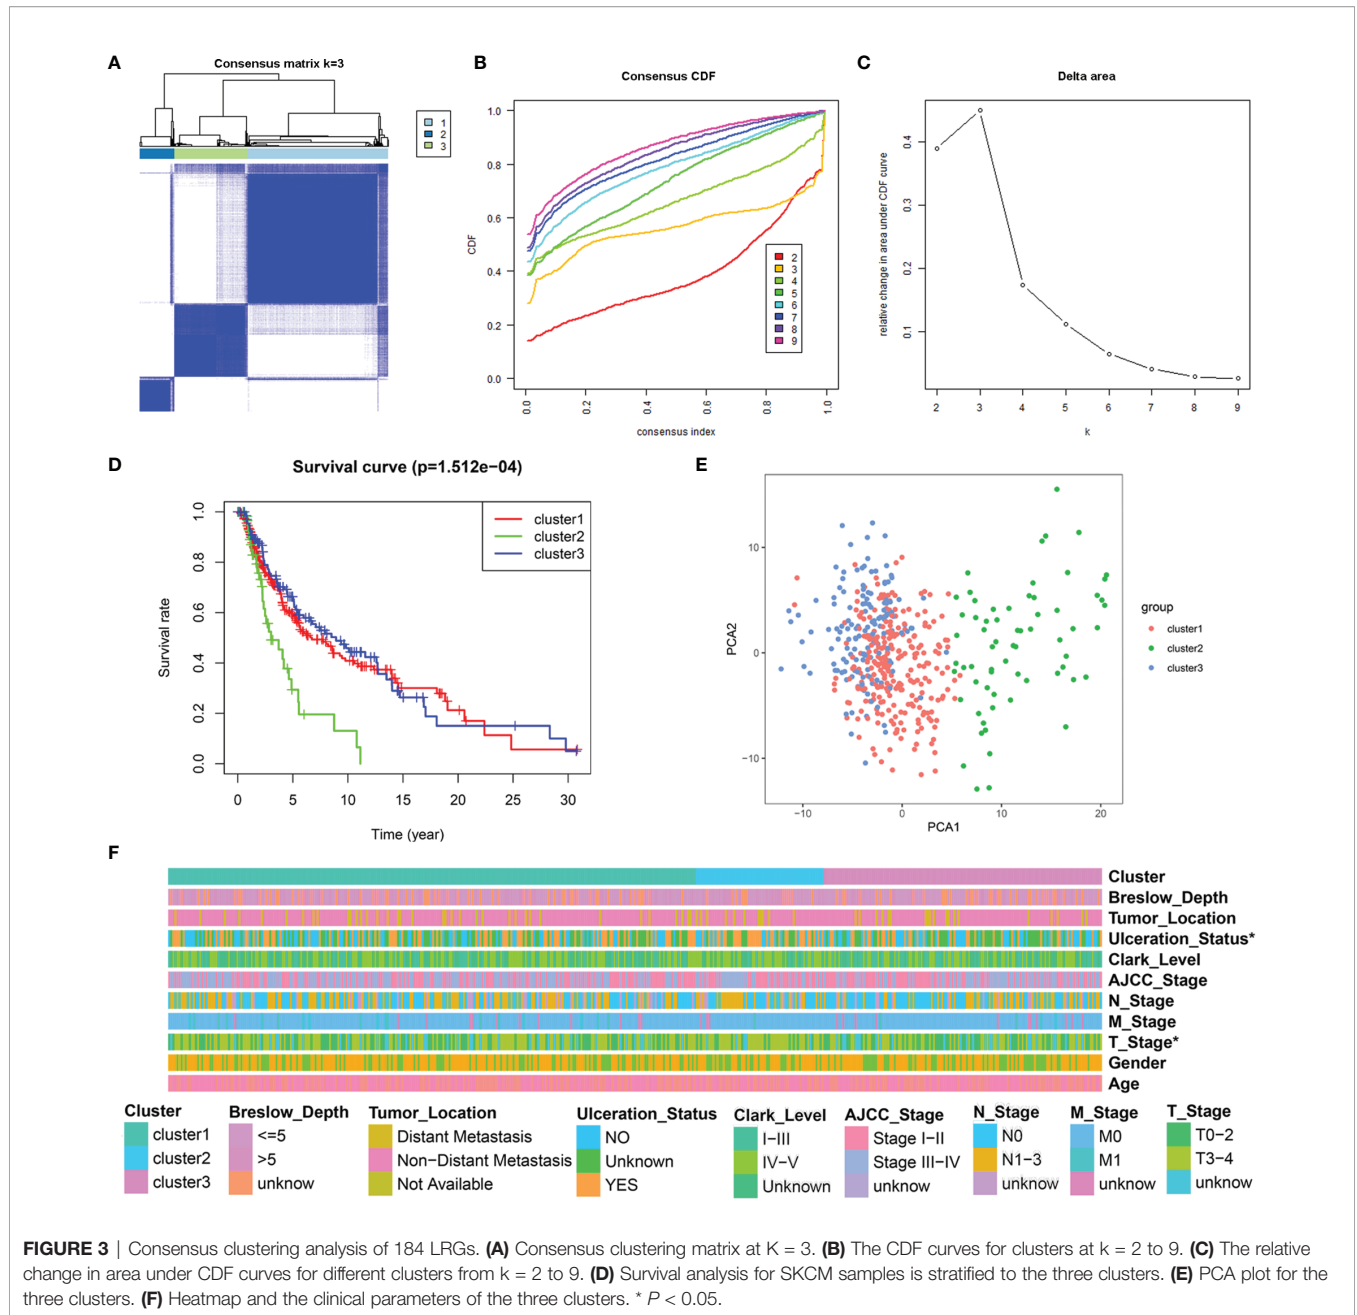 A
Consensus matrix k=3
1
2
3
B
Consensus CDF
CDF
1.0
0.8
0.6
0.4
0.2
0.0
0.0
0.2
0.4
0.6
0.8
1.0
consensus index
2
3
4
5
6
7
8
9
C
Delta area
relative change in area under CDF curve
0.4
0.3
0.2
0.1
2
3
4
5
6
7
8
9
k
D
Survival curve (p=1.512e−04)
Survival rate
1.0
0.8
0.6
0.4
0.2
0.0
0
5
10
15
20
25
30
Time (year)
cluster1
cluster2
cluster3
E
PCA2
10
0
−10
−10
0
10
20
PCA1
group
cluster1
cluster2
cluster3
F
Cluster
Breslow_Depth
Tumor_Location
Ulceration_Status*
Clark_Level
AJCC_Stage
N_Stage
M_Stage
T_Stage*
Gender
Age
Cluster
cluster1
cluster2
cluster3
Breslow_Depth
<=5
>5
unknow
Tumor_Location
Distant Metastasis
Non−Distant Metastasis
Not Available
Ulceration_Status
NO
Unknown
YES
Clark_Level
I−III
IV−V
Unknown
AJCC_Stage
Stage I−II
Stage III−IV
unknow
N_Stage
N0
N1−3
unknow
M_Stage
M0
M1
unknow
T_Stage
T0−2
T3−4
unknow
FIGURE 3 | Consensus clustering analysis of 184 LRGs. (A) Consensus clustering matrix at K = 3. (B) The CDF curves for clusters at k = 2 to 9. (C) The relative
change in area under CDF curves for different clusters from k = 2 to 9. (D) Survival analysis for SKCM samples is stratified to the three clusters. (E) PCA plot for the
three clusters. (F) Heatmap and the clinical parameters of the three clusters. * P < 0.05.